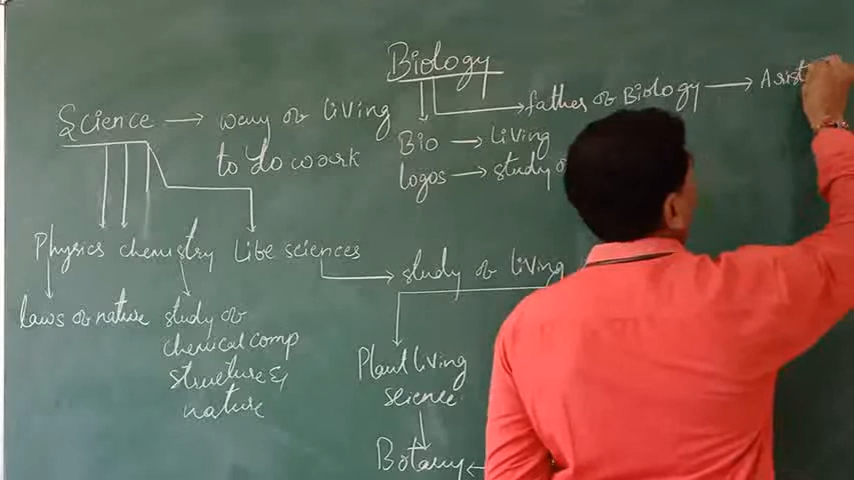 Biology
father of Biology → Arist
Science → way of living
to do work
Bio → Living
logos → study of
Physics chemistry Life sciences
study of living
laws of nature
study of
chemical comp
structure &
nature
Plant living
science
Botany ←